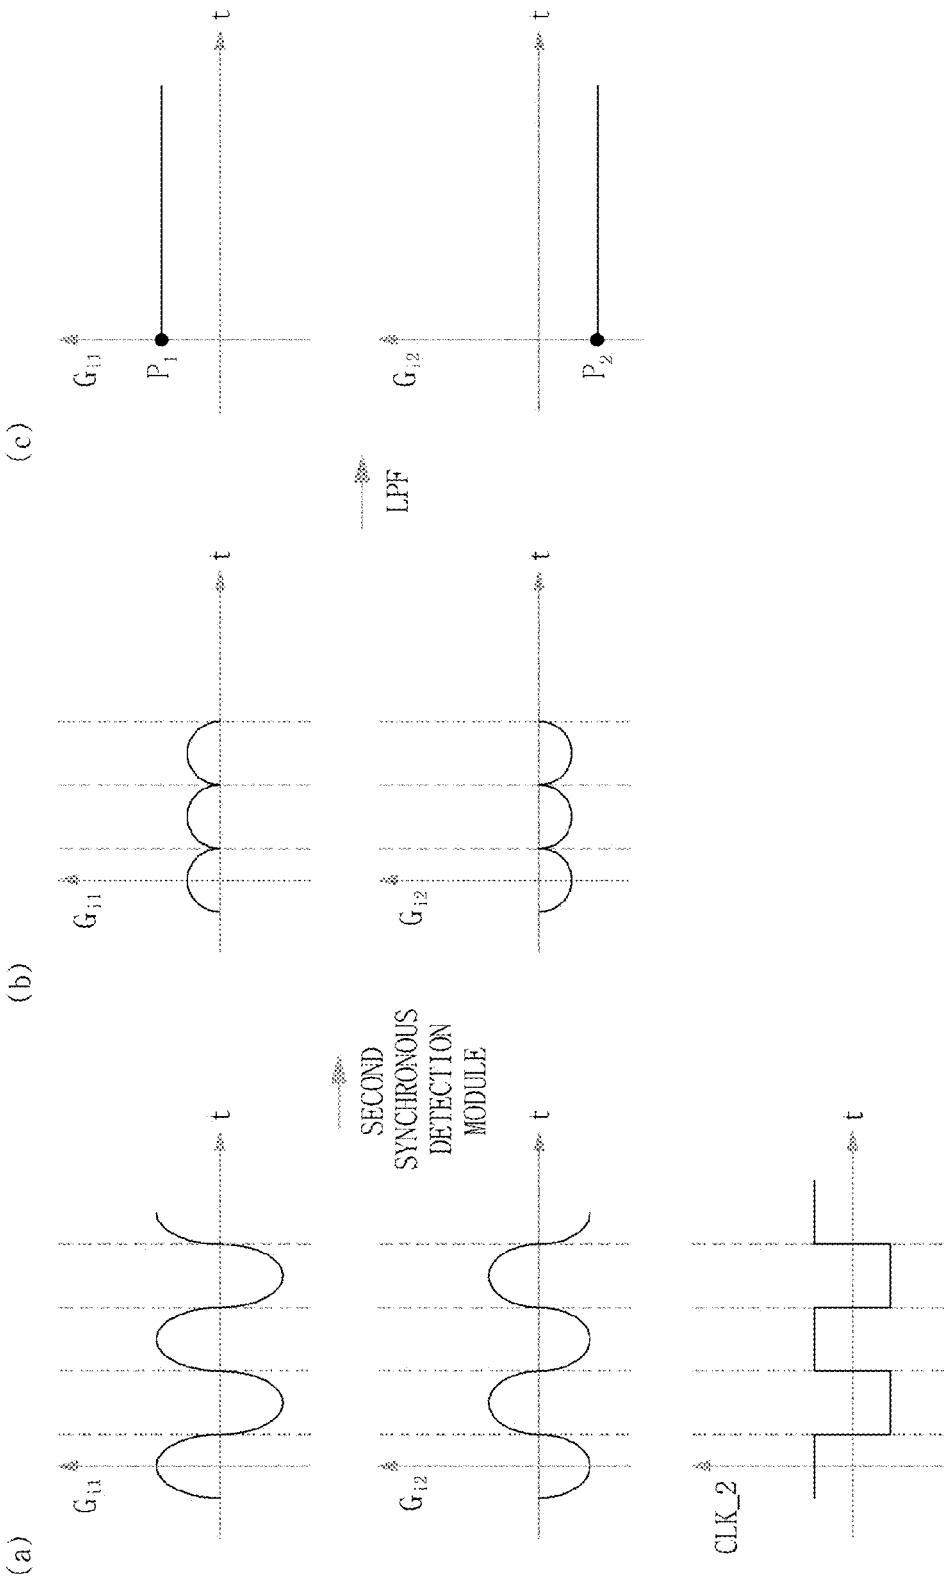 (a)
G_i1
t
G_i2
t
CLK_2
t
SECOND
SYNCHRONOUS
DETECTION
MODULE
(b)
G_i1
t
G_i2
t
LPF
(c)
G_i1
P_1
t
G_i2
P_2
t